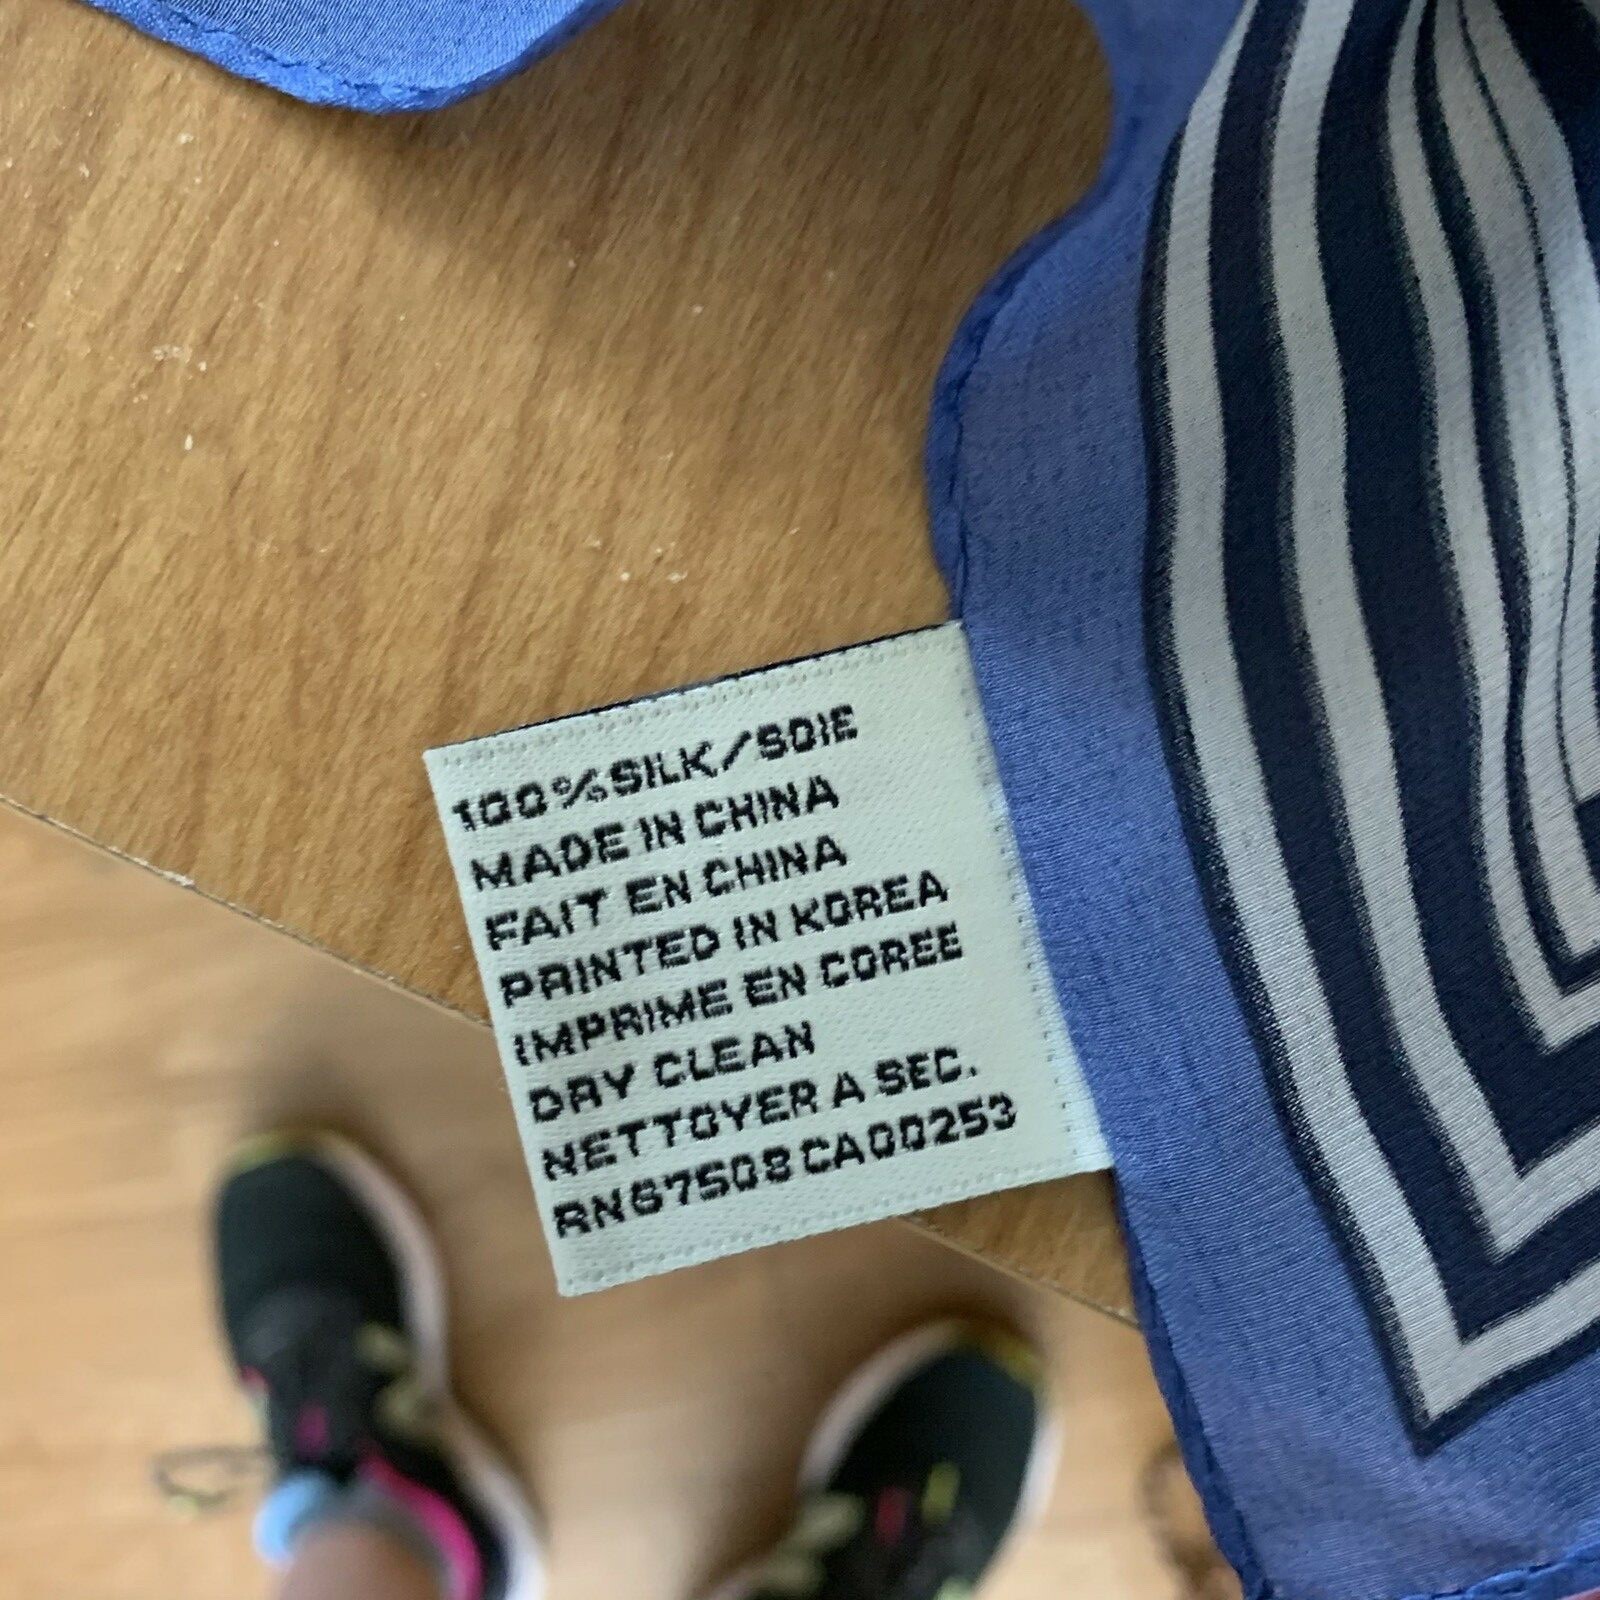 100% SILK/SOIE
MADE IN CHINA
FAIT EN CHINA
PRINTED IN KOREA
IMPRIME EN COREE
DRY CLEAN
NETTOYER A SEC.
RN67508 CA00253